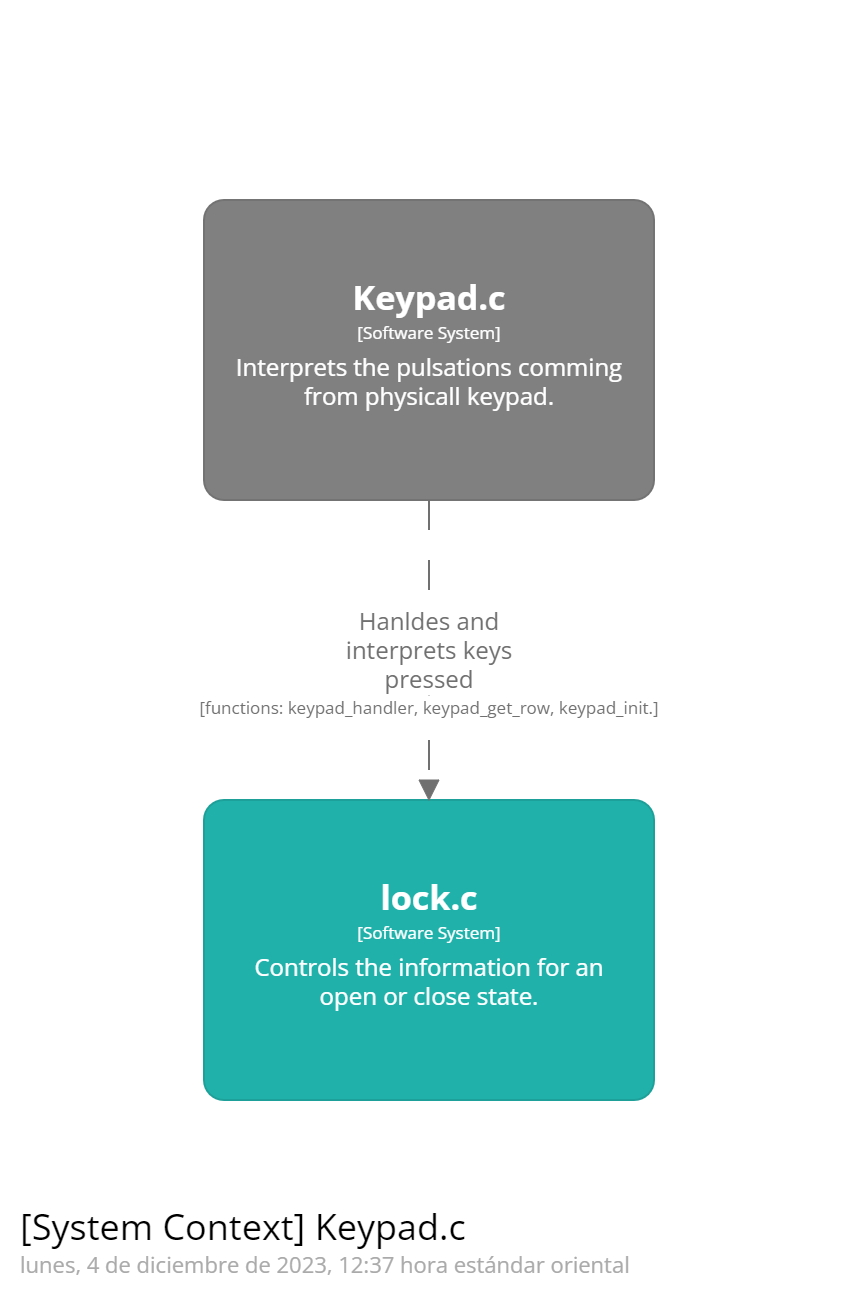 Keypad.c
[Software System]
Interprets the pulsations comming
from physicall keypad.
Hanldes and
interprets keys
pressed
[functions: keypad_handler, keypad_get_row, keypad_init.]
lock.c
[Software System]
Controls the information for an
open or close state.
[System Context] Keypad.c
lunes, 4 de diciembre de 2023, 12:37 hora estándar oriental